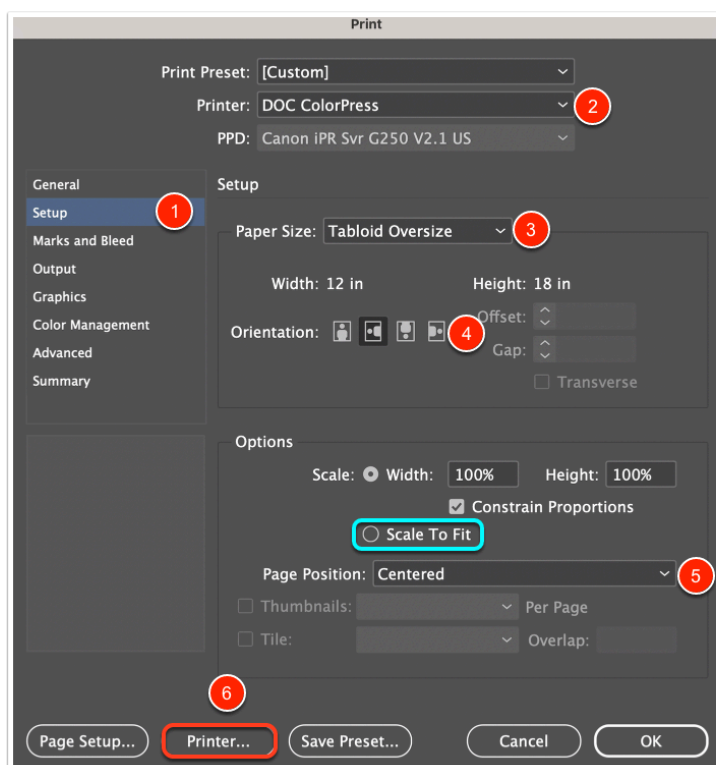 Print
Print Preset: [Custom]
Printer: DOC ColorPress 2
PPD: Canon iPR Svr G250 V2.1 US
General
Setup 1
Marks and Bleed
Output
Graphics
Color Management
Advanced
Summary
Setup
Paper Size: Tabloid Oversize 3
Width: 12 in Height: 18 in
Orientation: 4
Offset:
Gap:
Transverse
Options
Scale: Width: 100% Height: 100%
Constrain Proportions
Scale To Fit
Page Position: Centered 5
Thumbnails: Per Page
Tile: Overlap:
6
Page Setup... Printer... Save Preset... Cancel OK